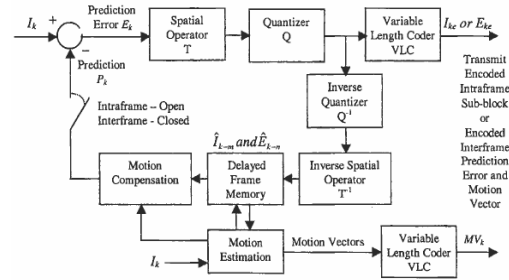 I_k
+
−
Prediction
Error E_k
Spatial
Operator
T
Quantizer
Q
Variable
Length Coder
VLC
I_ke or E_ke
Transmit
Encoded
Intraframe
Sub-block
or
Encoded
Interframe
Prediction
Error and
Motion
Vector
Prediction
P_k
Intraframe -- Open
Interframe - Closed
Inverse
Quantizer
Q⁻¹
Î_k−m and Ê_k−n
Motion
Compensation
Delayed
Frame
Memory
Inverse Spatial
Operator
T⁻¹
I_k
Motion
Estimation
Motion Vectors
Variable
Length Coder
VLC
MV_k